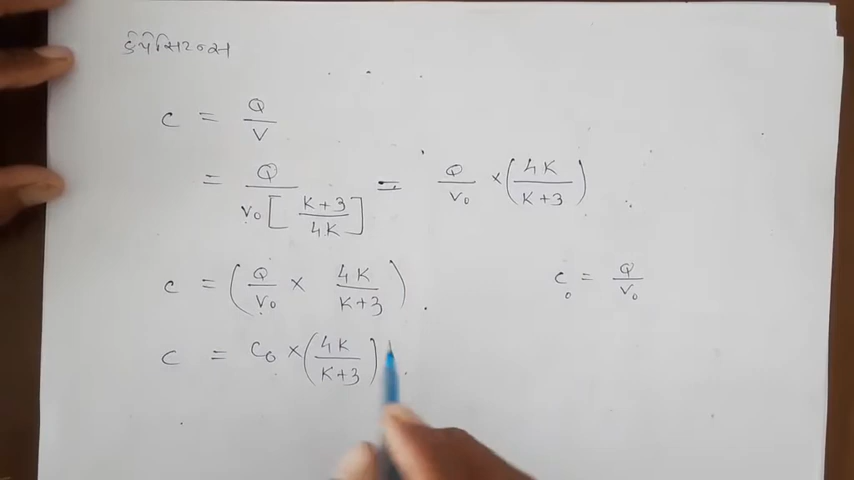 કેપેસિટન્સ
C = Q/V
= Q/(V₀[(K+3)/4K]) = Q/V₀ × (4K/(K+3))
C = (Q/V₀ × 4K/(K+3)).
C₀ = Q/V₀
C = C₀ × (4K/(K+3))